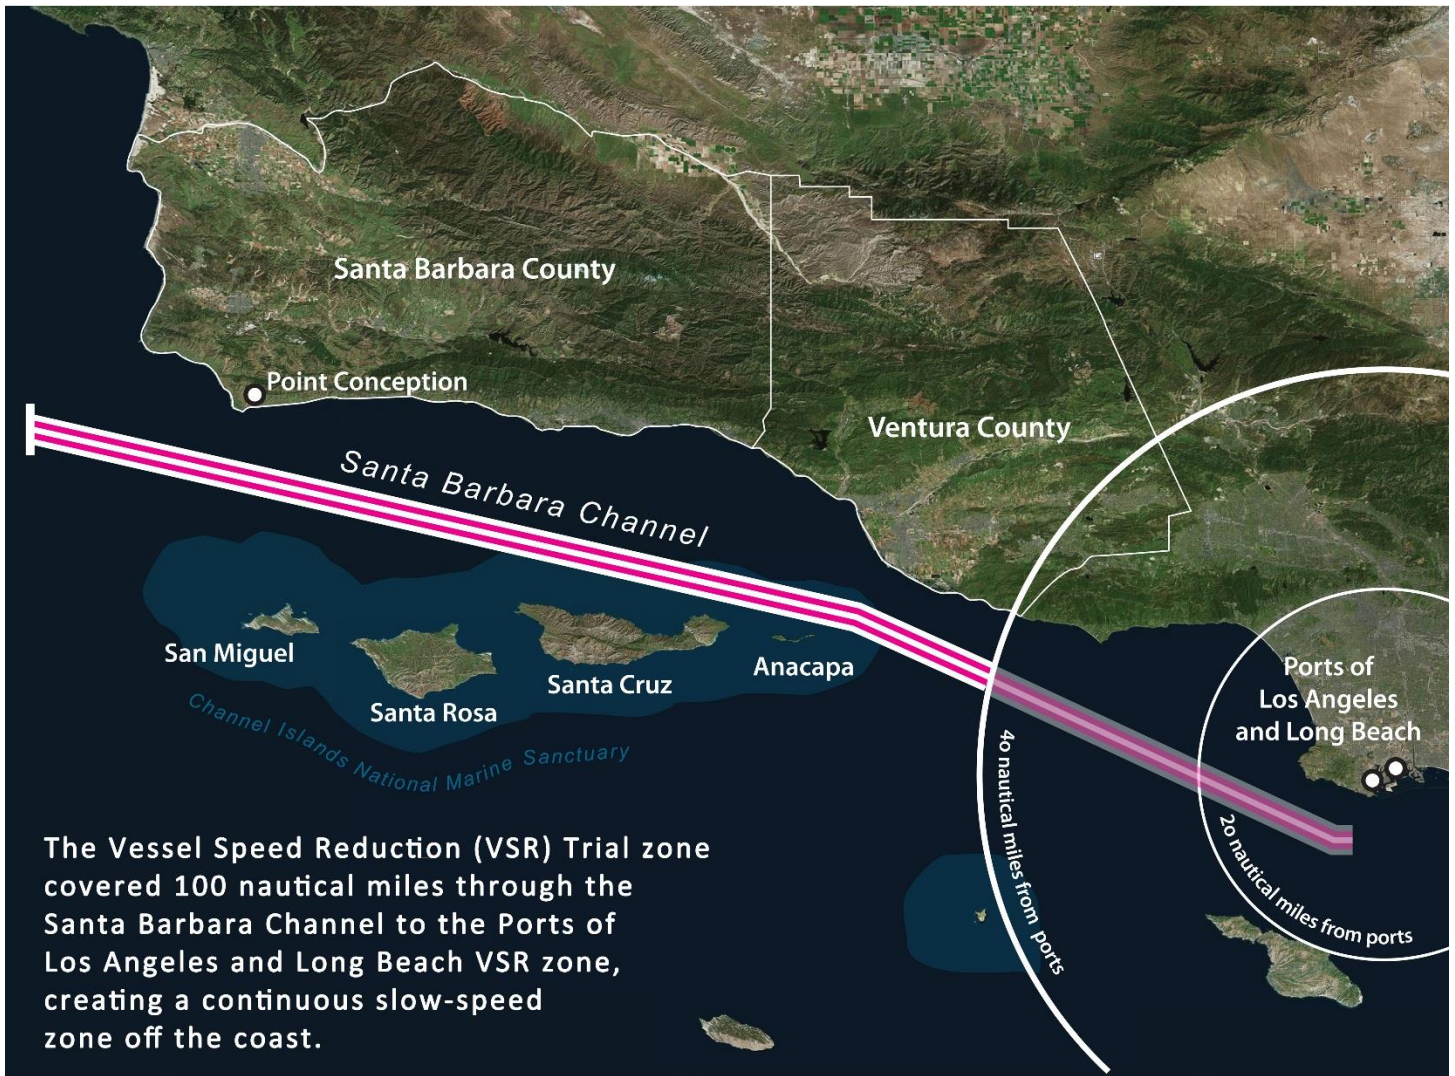 Santa Barbara County
Point Conception
Ventura County
Santa Barbara Channel
San Miguel
Santa Rosa
Santa Cruz
Anacapa
Channel Islands National Marine Sanctuary
Ports of
Los Angeles
and Long Beach
40 nautical miles from ports
20 nautical miles from ports
The Vessel Speed Reduction (VSR) Trial zone
covered 100 nautical miles through the
Santa Barbara Channel to the Ports of
Los Angeles and Long Beach VSR zone,
creating a continuous slow-speed
zone off the coast.